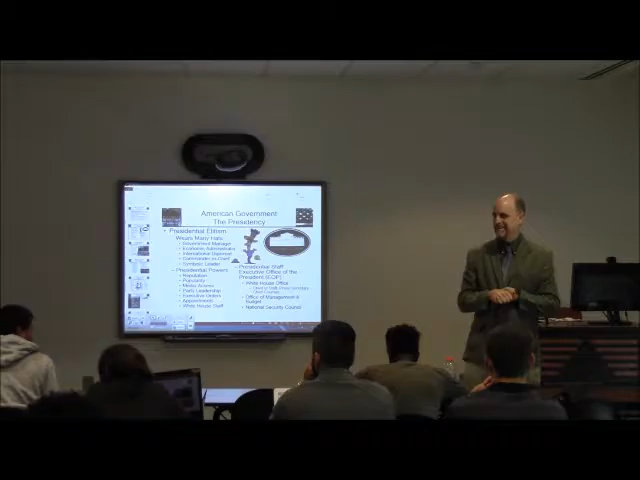 American Government
The Presidency
• Presidential Elitism
Wears Many Hats
- Government Manager
- Economic Administrator
- International Diplomat
- Commander-in-Chief
- Symbolic Leader
- Presidential Powers
- Reputation
- Popularity
- Media Access
- Party Leadership
- Executive Orders
- Appointments
- White House Staff
- Presidential Staff
Executive Office of the
President (EOP)
- White House Office
- Office of Management &
Budget
- National Security Council